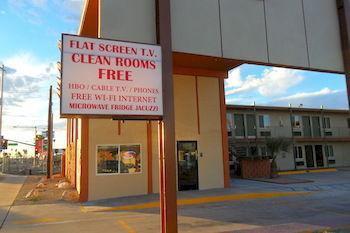 FLAT SCREEN T.V.
CLEAN ROOMS
FREE
HBO / CABLE T.V. / PHONES
FREE WI-FI INTERNET
MICROWAVE FRIDGE JACUZZI